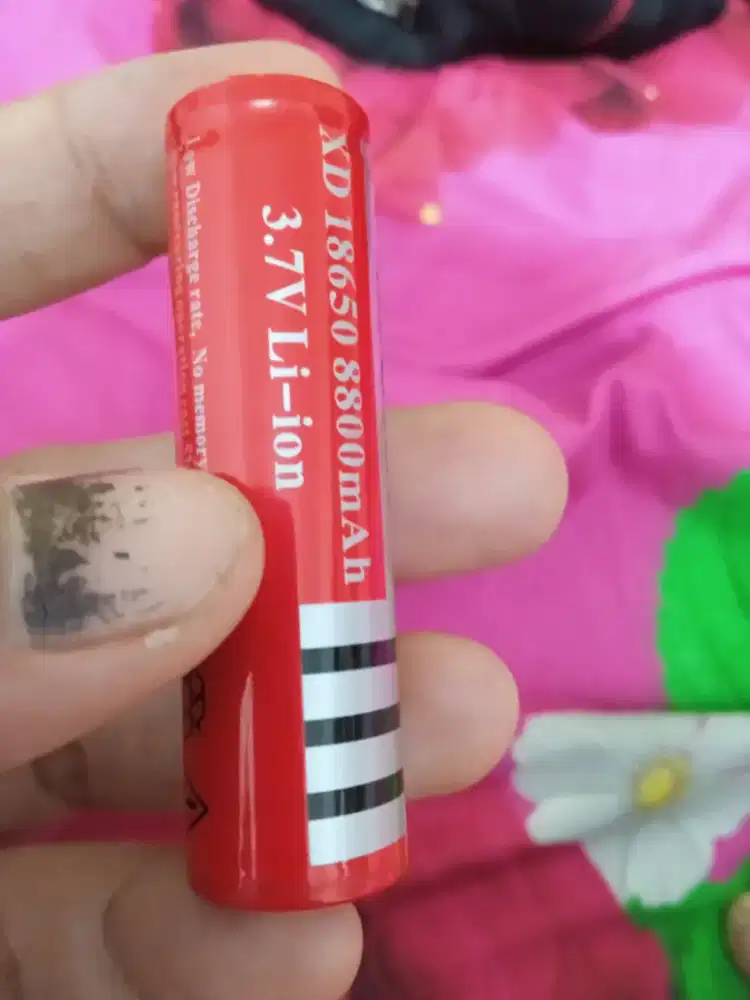 XD 18650 8800mAh
3.7V Li-ion
Low Discharge rate, No memory